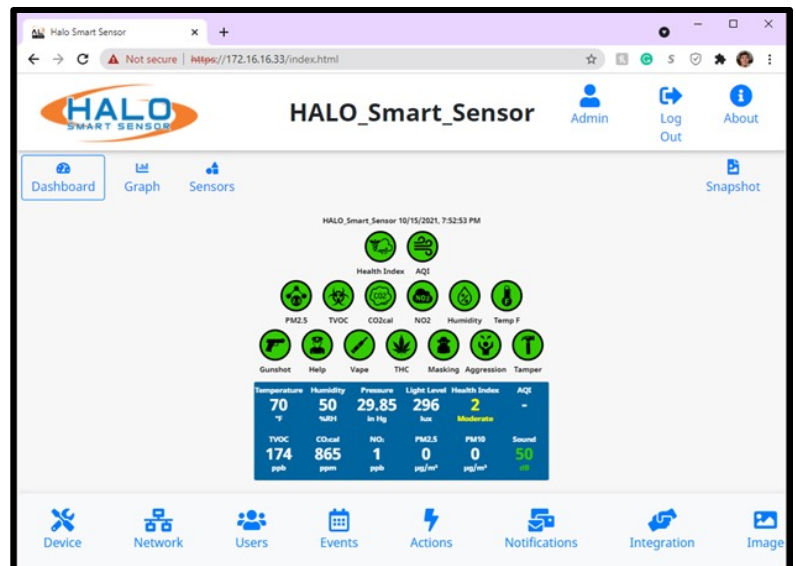 Halo Smart Sensor
Not secure | https://172.16.16.33/index.html
HALO
SMART SENSOR
HALO_Smart_Sensor
Admin
Log
Out
About
Dashboard Graph Sensors Snapshot
HALO_Smart_Sensor 10/15/2021, 7:52:53 PM
Health Index AQI
CO2 NO2
PM2.5 TVOC CO2cal NO2 Humidity Temp F
Gunshot Help Vape THC Masking Aggression Tamper
Temperature Humidity Pressure Light Level Health Index AQI
70 50 29.85 296 2 -
°F %RH in Hg lux Moderate
TVOC CO₂cal NO₂ PM2.5 PM10 Sound
174 865 1 0 0 50
ppb ppm ppb µg/m³ µg/m³ dB
Device Network Users Events Actions Notifications Integration Image